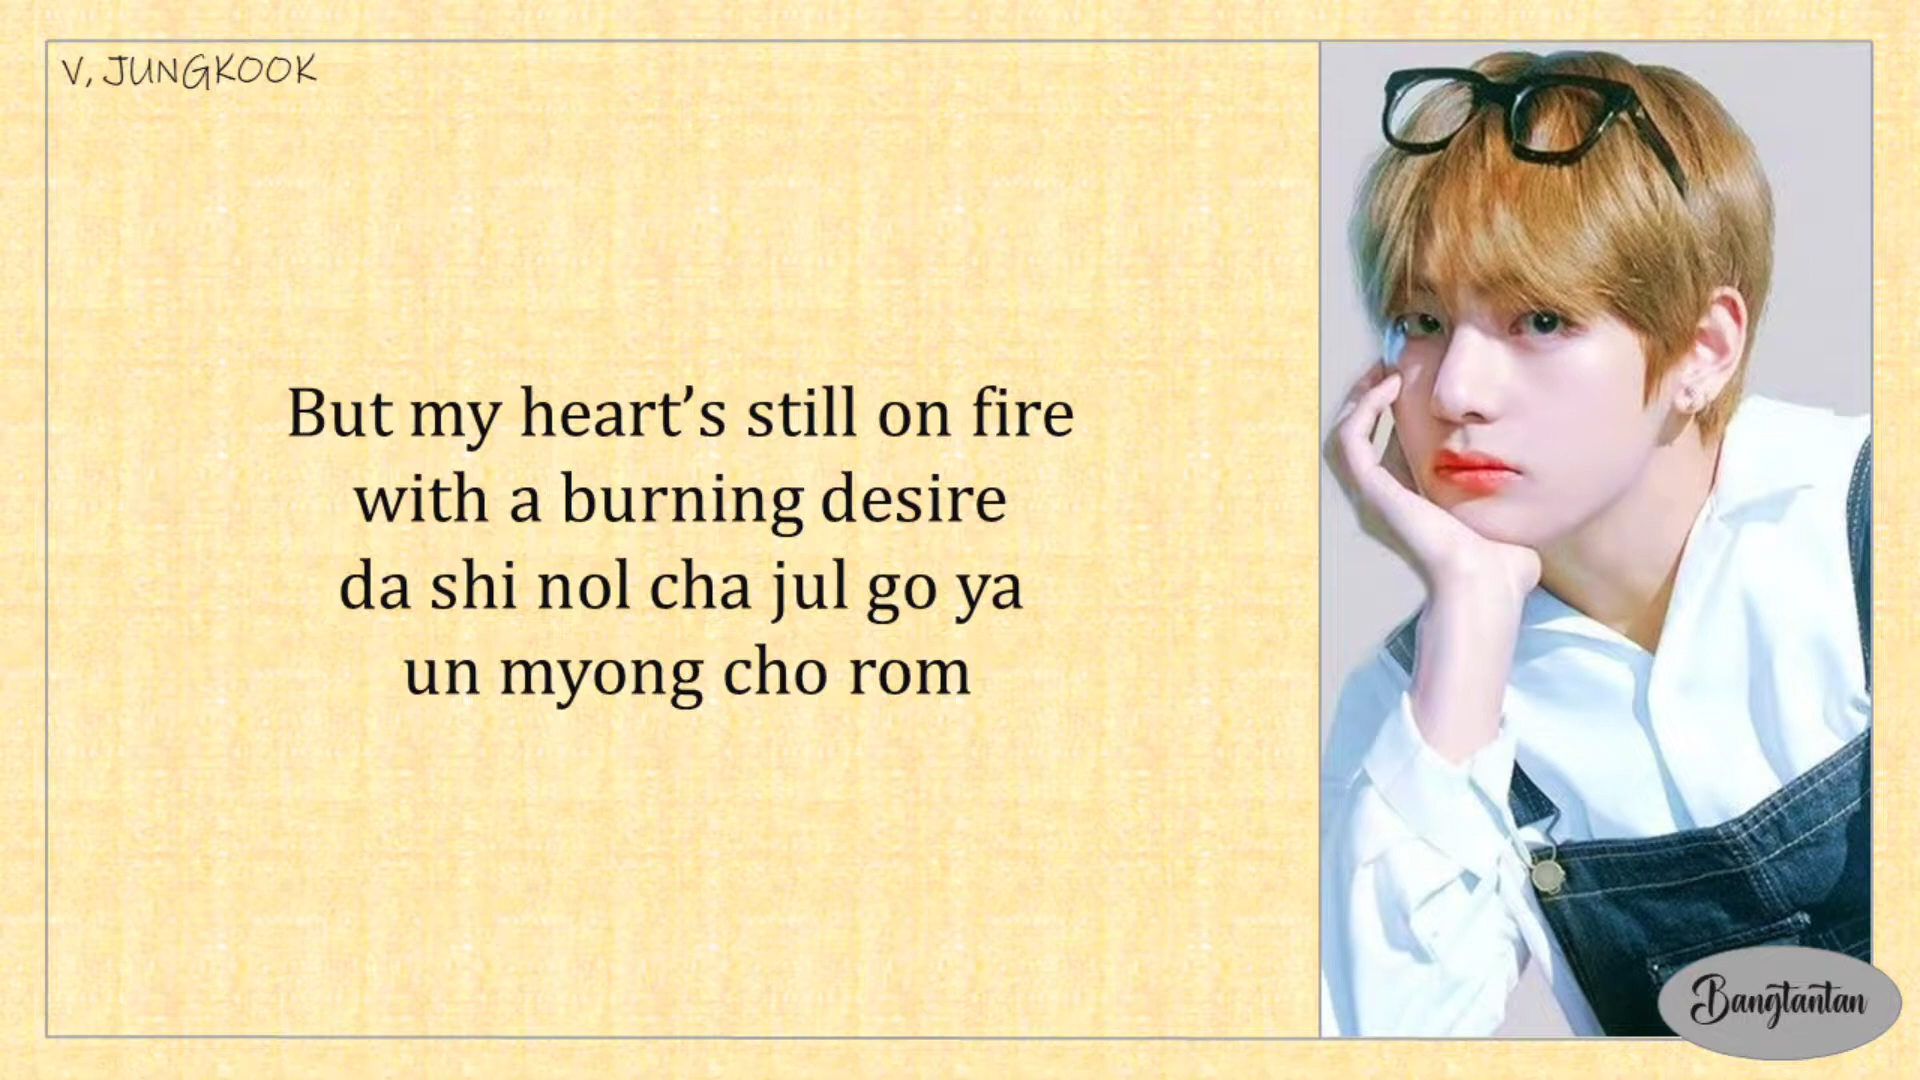 V, JUNGKOOK
But my heart’s still on fire
with a burning desire
da shi nol cha jul go ya
un myong cho rom
Bangtantan